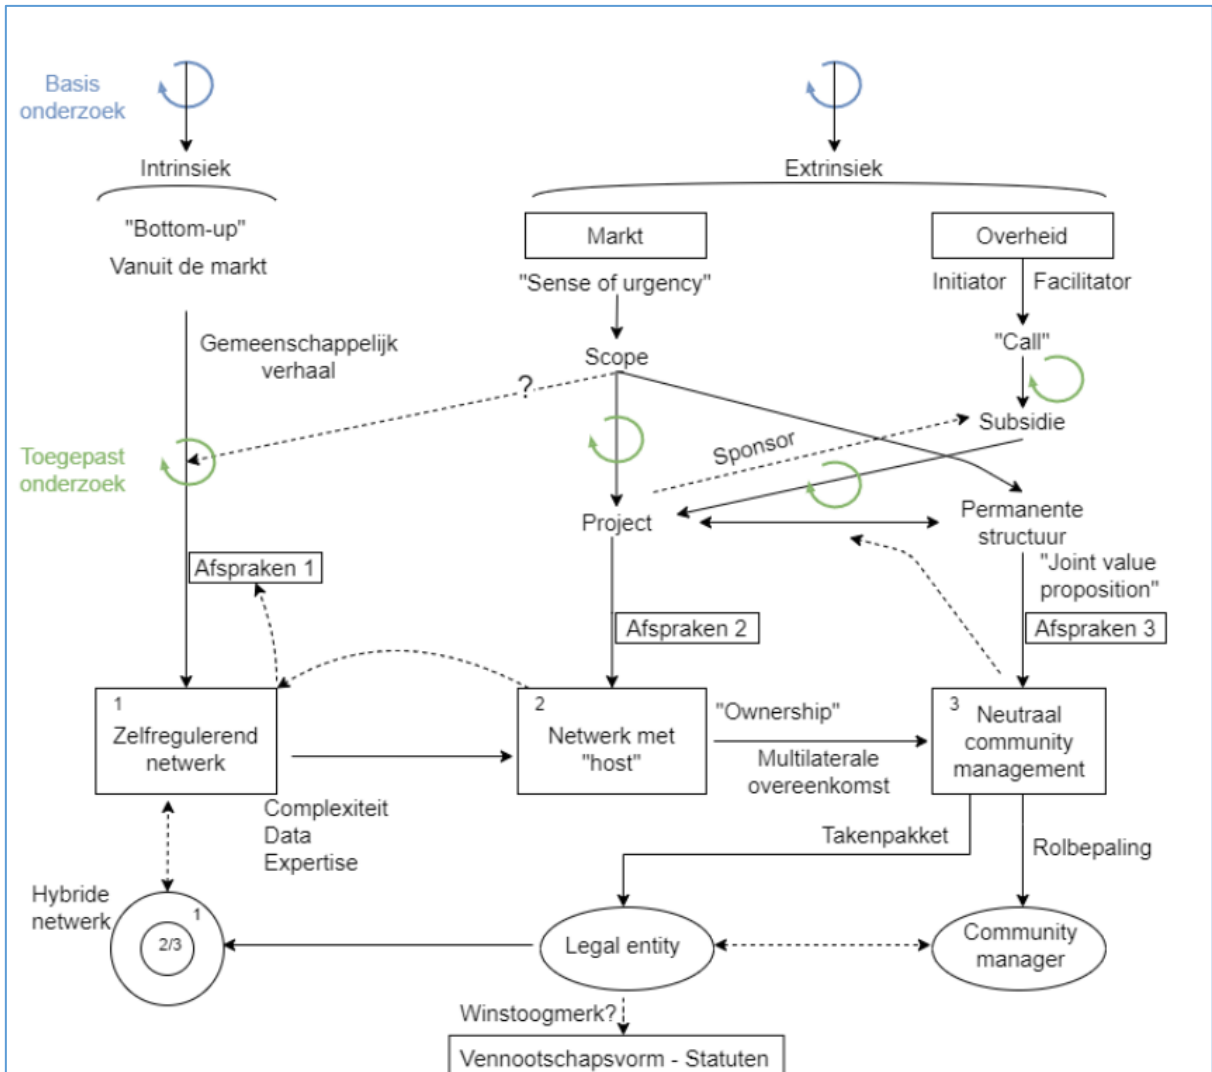 Basis
onderzoek
Intrinsiek
Extrinsiek
"Bottom-up"
Vanuit de markt
Markt
Overheid
"Sense of urgency"
Initiator
Facilitator
Gemeenschappelijk
verhaal
Scope
"Call"
?
Toegepast
onderzoek
Sponsor
Subsidie
Project
Permanente
structuur
Afspraken 1
"Joint value
proposition"
Afspraken 2
Afspraken 3
1
Zelfregulerend
netwerk
2
Netwerk met
"host"
"Ownership"
Multilaterale
overeenkomst
3
Neutraal
community
management
Complexiteit
Data
Expertise
Takenpakket
Rolbepaling
Hybride
netwerk
1
2/3
Legal entity
Community
manager
Winstoogmerk?
Vennootschapsvorm - Statuten